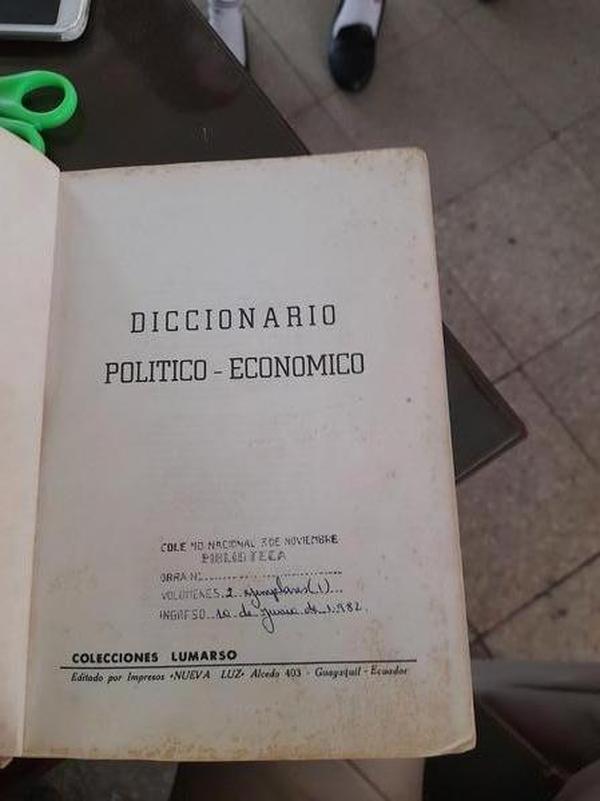 DICCIONARIO
POLITICO - ECONOMICO
COLEGIO NACIONAL 3 DE NOVIEMBRE
BIBLIOTECA
OBRA Nº
VOLUMENES 2 ejemplares (1)
INGRESO 10 de de 1.982
COLECCIONES LUMARSO
Editado por Impresos «NUEVA LUZ» Alcedo 403 - Guayaquil - Ecuador